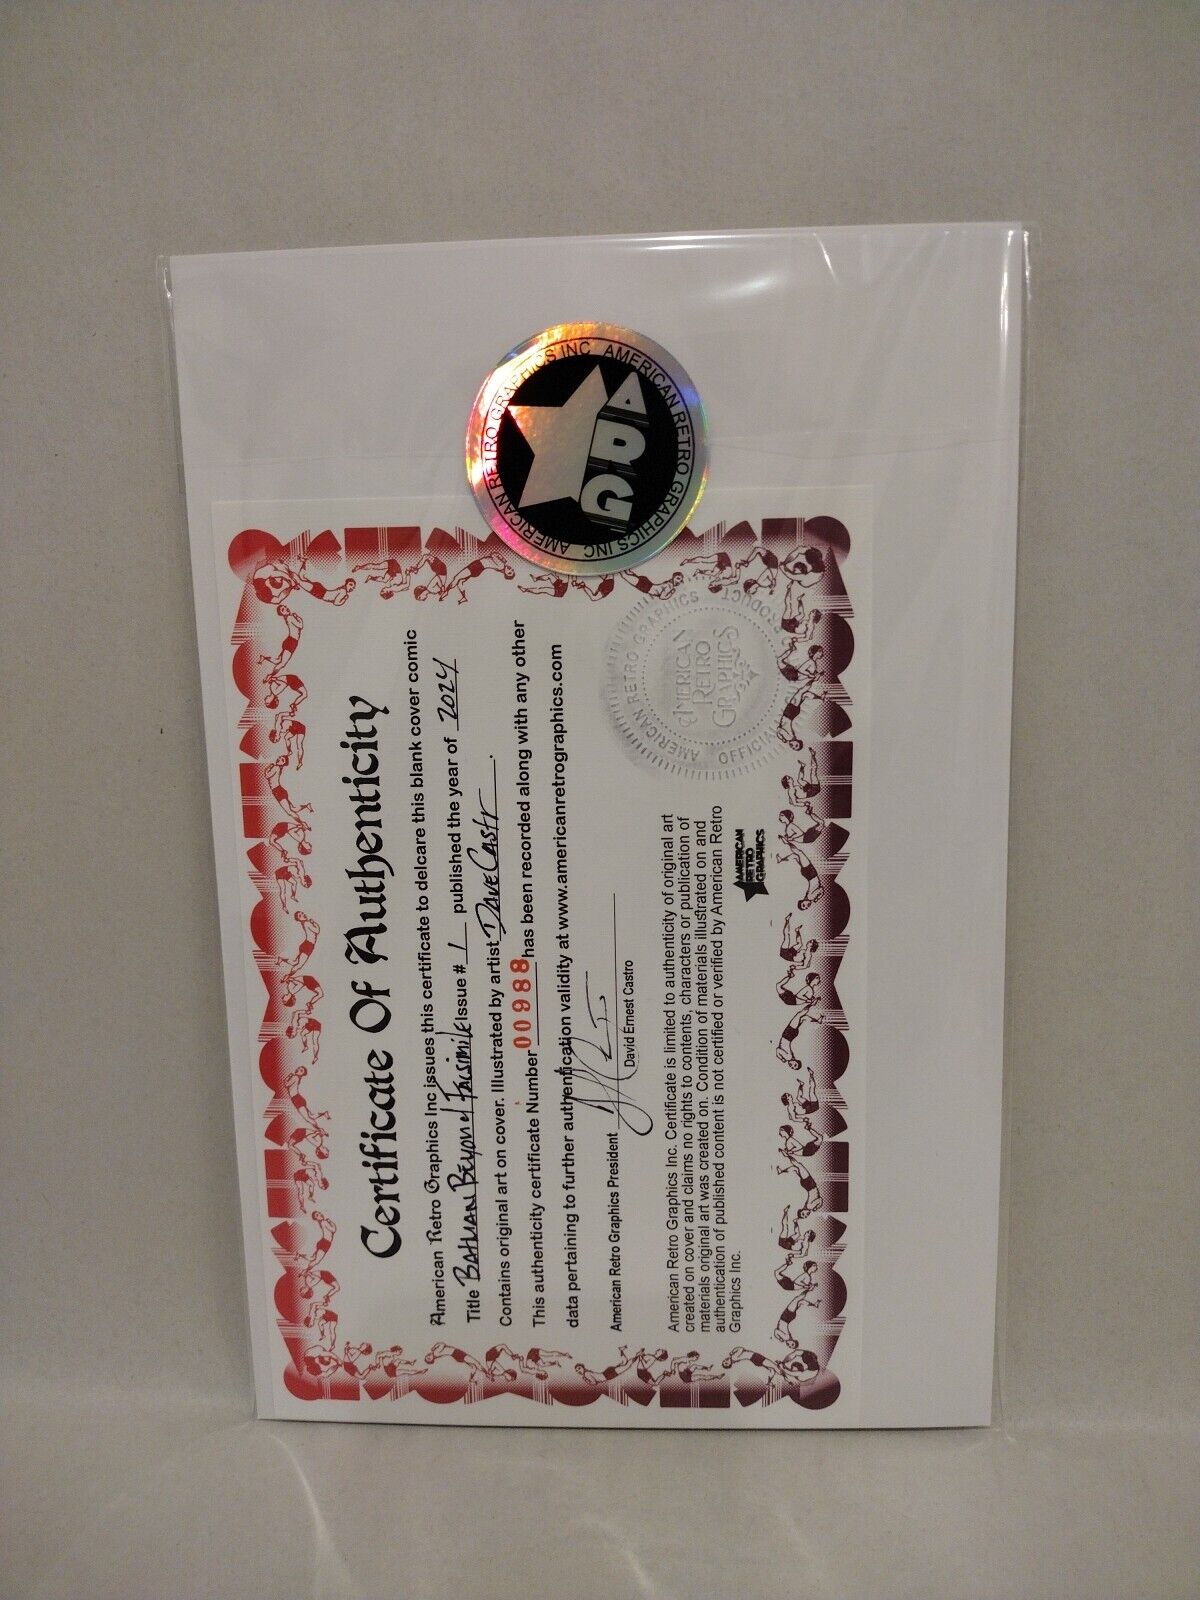 AMERICAN RETRO GRAPHICS INC AMERICAN RETRO GRAPHICS INC
ARG
Certificate Of Authenticity
American Retro Graphics Inc issues this certificate to delcare this blank cover comic
Title Batman Beyond Facsimile Issue # 1 published the year of 2024
Contains original art on cover. Illustrated by artist Dave Castr.
This authenticity certificate Number 00988 has been recorded along with any other
data pertaining to further authentication validity at www.americanretrographics.com
American Retro Graphics President
David Ernest Castro
American Retro Graphics Inc. Certificate is limited to authenticity of original art
created on cover and claims no rights to contents, characters or publication of
materials original art was created on. Condition of materials illustrated on and
authentication of published content is not certified or verified by American Retro
Graphics Inc.
AMERICAN
RETRO
GRAPHICS
AMERICAN RETRO GRAPHICS
OFFICIAL PRODUCT
AMERICAN
RETRO
GRAPHICS